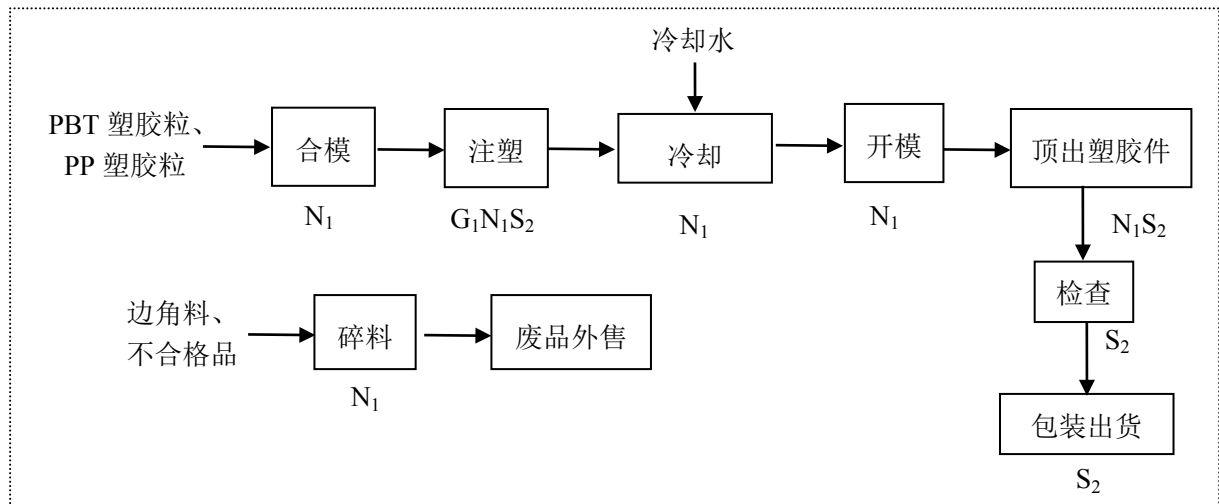 冷却水
PBT 塑胶粒、
PP 塑胶粒
合模
注塑
冷却
开模
顶出塑胶件
N₁
G₁N₁S₂
N₁
N₁
N₁S₂
检查
S₂
边角料、
不合格品
碎料
废品外售
N₁
包装出货
S₂